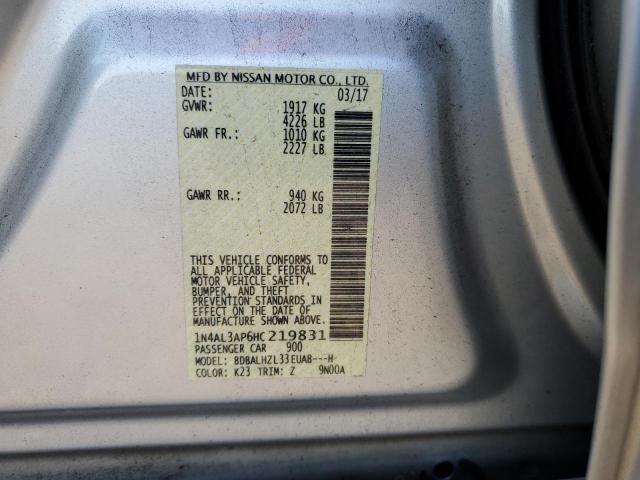 MFD BY NISSAN MOTOR CO., LTD.
DATE: 03/17
GVWR: 1917 KG
4226 LB
GAWR FR.: 1010 KG
2227 LB
GAWR RR.: 940 KG
2072 LB
THIS VEHICLE CONFORMS TO
ALL APPLICABLE FEDERAL
MOTOR VEHICLE SAFETY,
BUMPER, AND THEFT
PREVENTION STANDARDS IN
EFFECT ON THE DATE OF
MANUFACTURE SHOWN ABOVE.
1N4AL3AP6HC219831
PASSENGER CAR 900
MODEL: BDBALHZL33EUAB---H-
COLOR: K23 TRIM: Z 9N00A